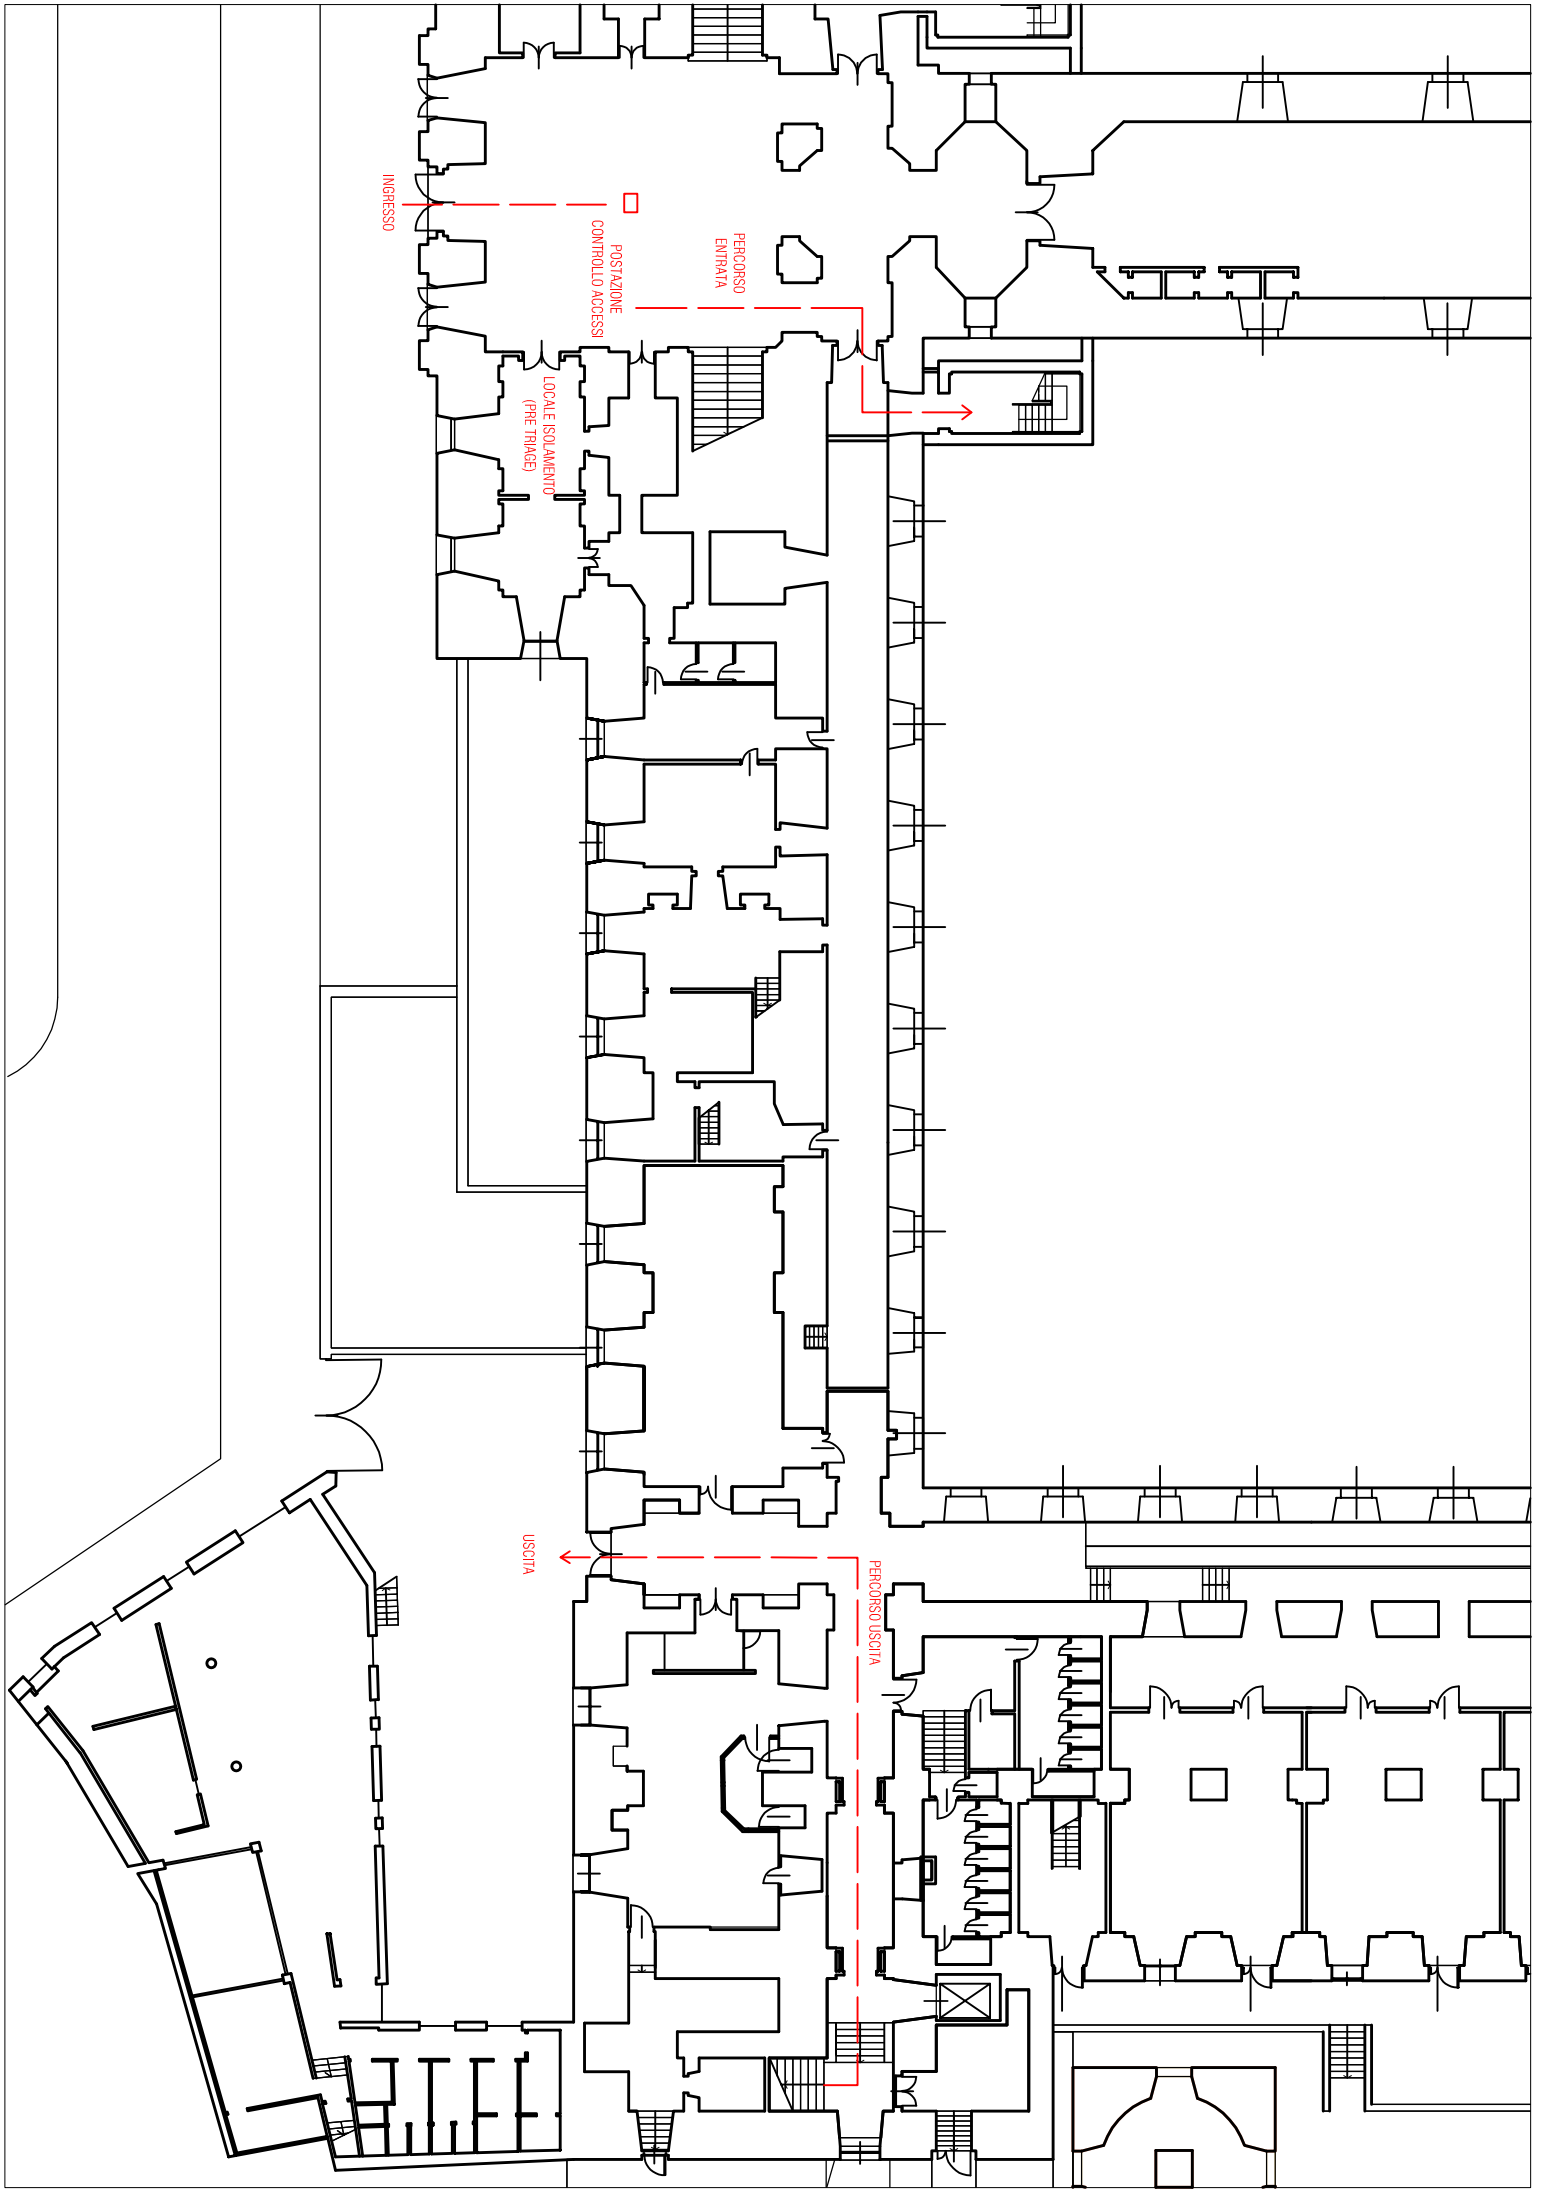 INGRESSO
POSTAZIONE
CONTROLLO ACCESSI
PERCORSO
ENTRATA
LOCALE ISOLAMENTO
(PRE TRIAGE)
USCITA
PERCORSO USCITA